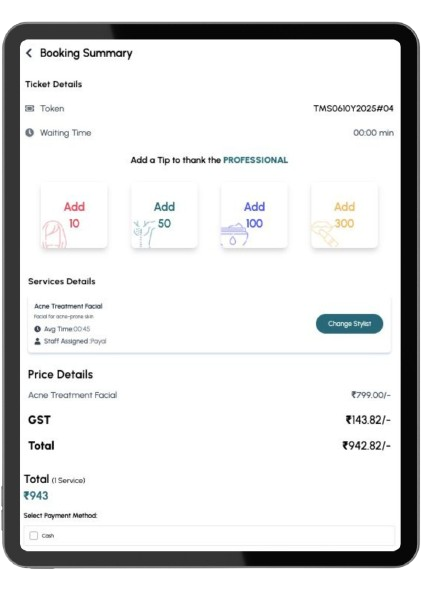 Booking Summary
Ticket Details
Token TMS0610Y2025#04
Waiting Time 00:00 min
Add a Tip to thank the PROFESSIONAL
Add Add Add Add
10 50 100 300
Services Details
Acne Treatment Facial
Facial for acne-prone skin
Avg Time:00:45
Staff Assigned :Payal
Change Stylist
Price Details
Acne Treatment Facial ₹799.00/-
GST ₹143.82/-
Total ₹942.82/-
Total (1 Service)
₹943
Select Payment Method:
Cash